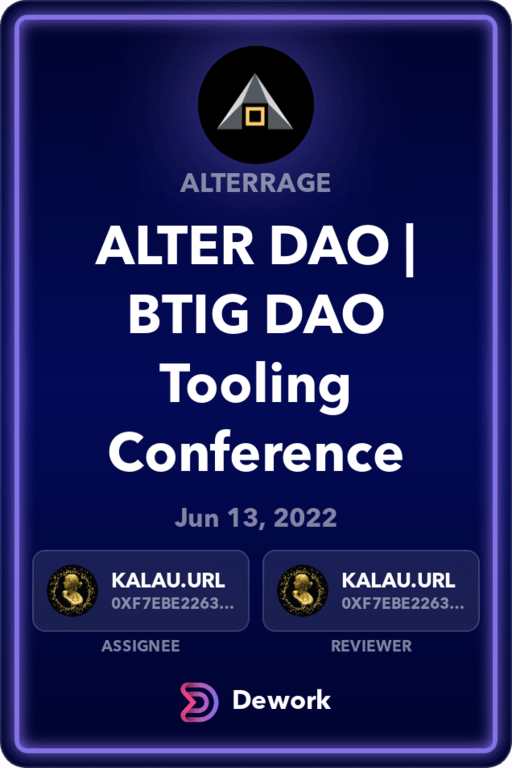 ALTERRAGE
ALTER DAO |
BTIG DAO
Tooling
Conference
Jun 13, 2022
KALAU.URL
0XF7EBE2263...
ASSIGNEE
KALAU.URL
0XF7EBE2263...
REVIEWER
Dework